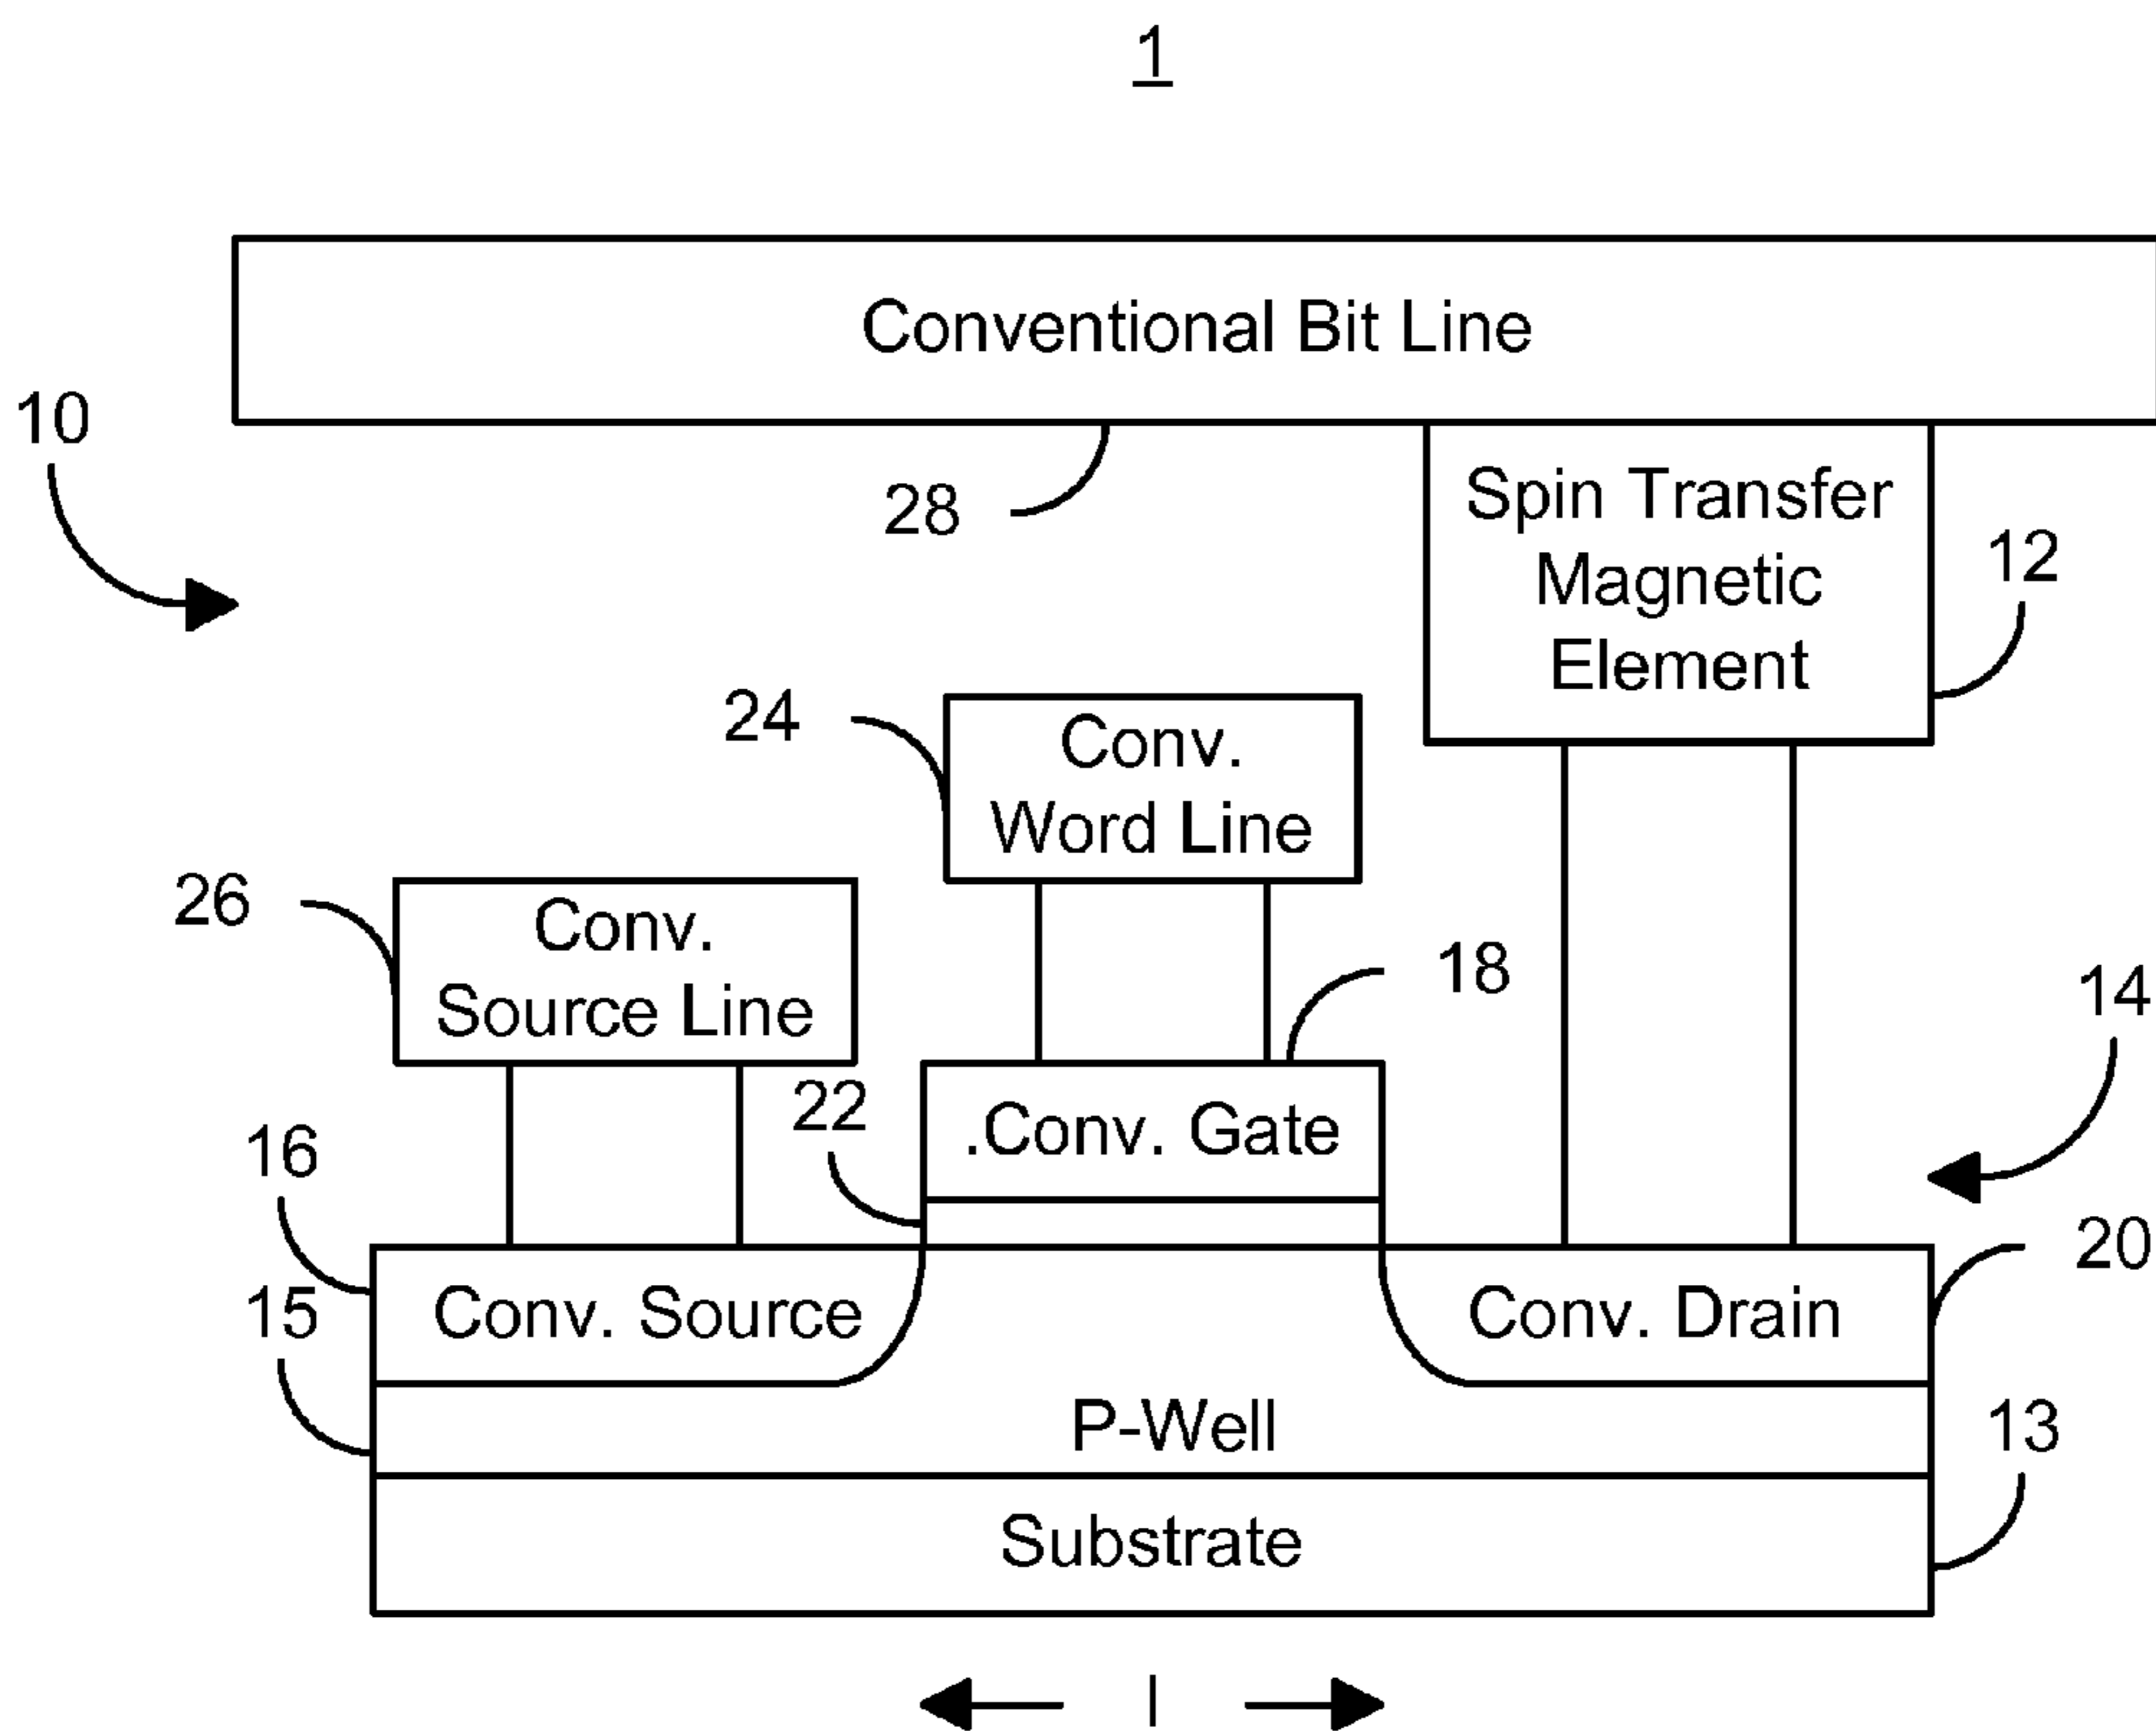 1
Conventional Bit Line
10
28
Spin Transfer
Magnetic
Element
12
24
Conv.
Word Line
26
Conv.
Source Line
18
14
22
.Conv. Gate
16
20
15
Conv. Source
Conv. Drain
P-Well
13
Substrate
l